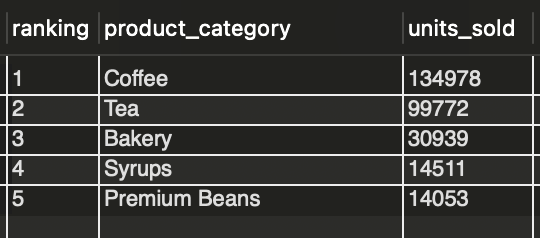 ranking product_category units_sold
1 Coffee 134978
2 Tea 99772
3 Bakery 30939
4 Syrups 14511
5 Premium Beans 14053